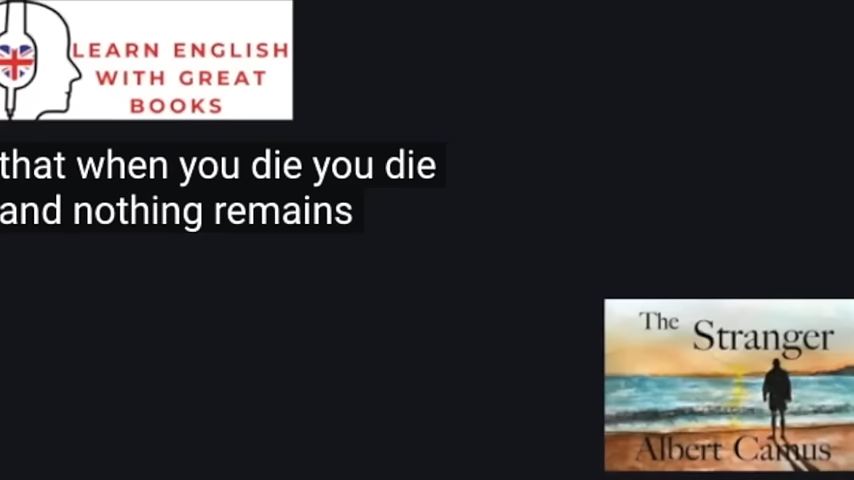 LEARN ENGLISH
WITH GREAT
BOOKS
that when you die you die
and nothing remains
The Stranger
Albert Camus